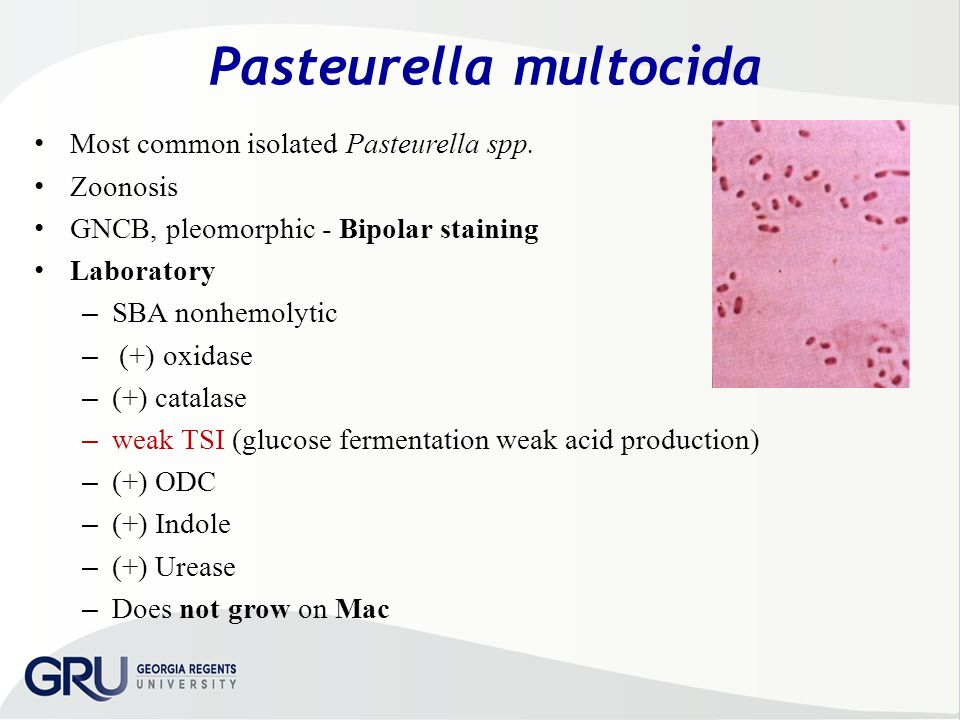 Pasteurella multocida
• Most common isolated Pasteurella spp.
• Zoonosis
• GNCB, pleomorphic - Bipolar staining
• Laboratory
– SBA nonhemolytic
– (+) oxidase
– (+) catalase
– weak TSI (glucose fermentation weak acid production)
– (+) ODC
– (+) Indole
– (+) Urease
– Does not grow on Mac
GRU GEORGIA REGENTS
UNIVERSITY